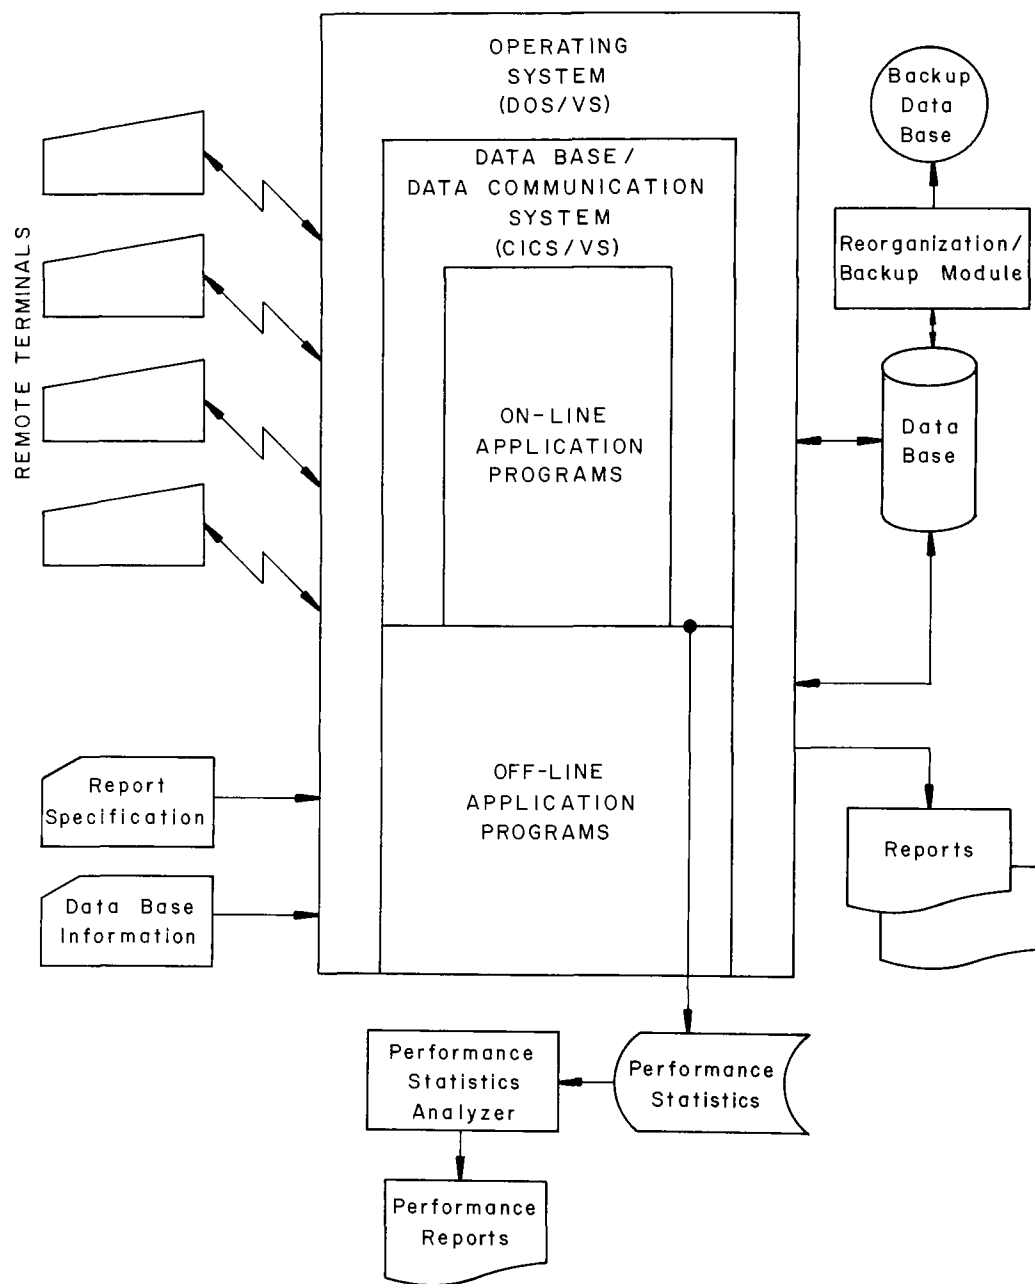 OPERATING
SYSTEM
(DOS/VS)
DATA BASE/
DATA COMMUNICATION
SYSTEM
(CICS/VS)
ON-LINE
APPLICATION
PROGRAMS
OFF-LINE
APPLICATION
PROGRAMS
REMOTE TERMINALS
Report
Specification
Data Base
Information
Backup
Data
Base
Reorganization/
Backup Module
Data
Base
Reports
Performance
Statistics
Analyzer
Performance
Statistics
Performance
Reports